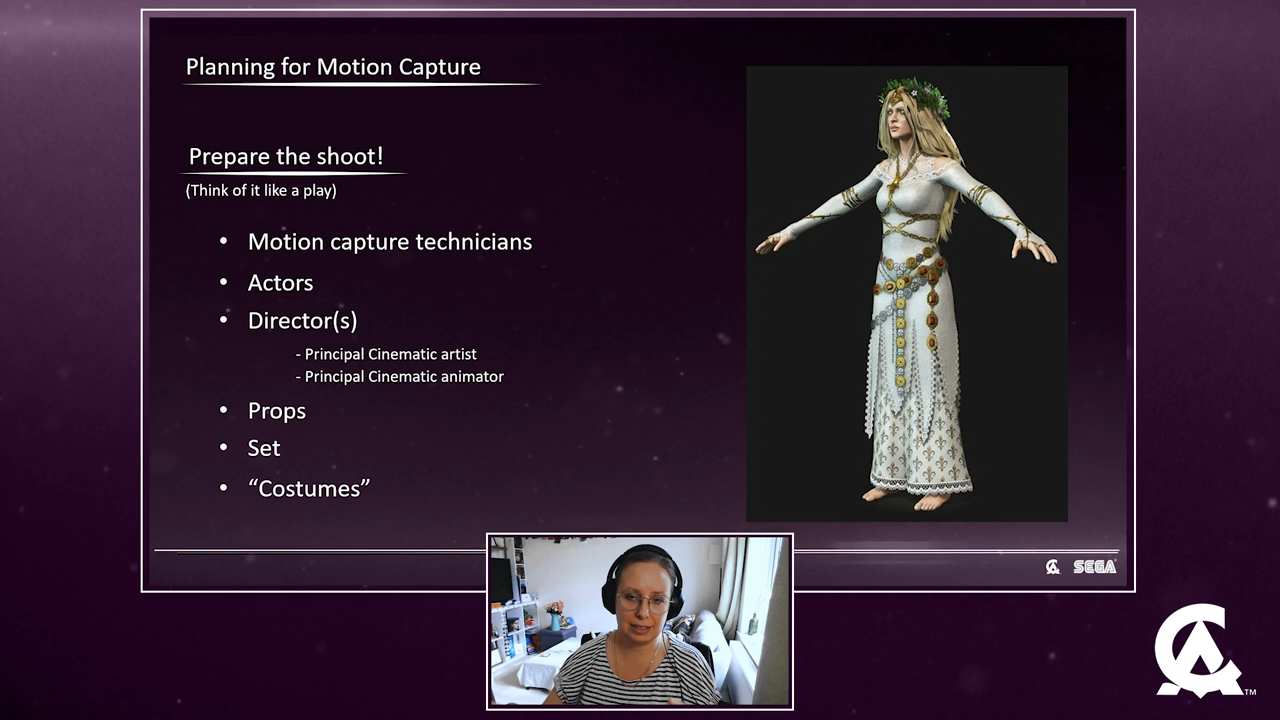 Planning for Motion Capture
Prepare the shoot!
(Think of it like a play)
• Motion capture technicians
• Actors
• Director(s)
- Principal Cinematic artist
- Principal Cinematic animator
• Props
• Set
• “Costumes”
SEGA
TM